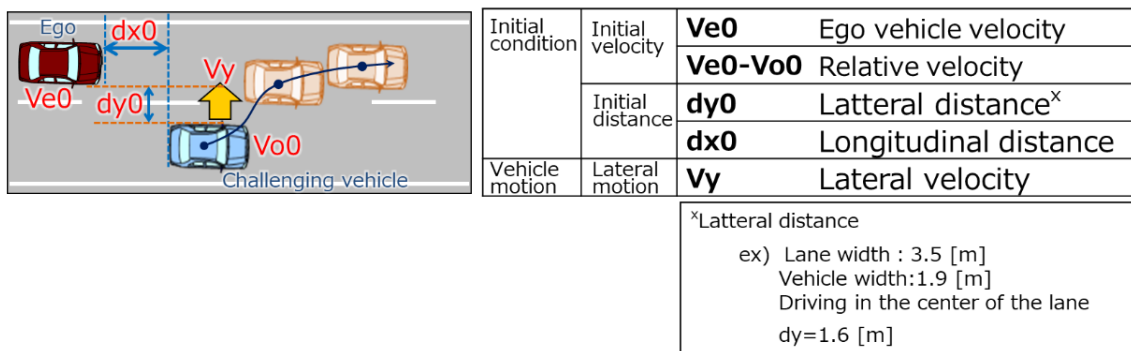 Ego
dx0
Vy
Ve0
dy0
Vo0
Challenging vehicle
Initial condition
Initial velocity
Ve0 Ego vehicle velocity
Ve0-Vo0 Relative velocity
Initial distance
dy0 Latteral distancex
dx0 Longitudinal distance
Vehicle motion
Lateral motion
Vy Lateral velocity
xLatteral distance
ex) Lane width : 3.5 [m]
Vehicle width:1.9 [m]
Driving in the center of the lane
dy=1.6 [m]